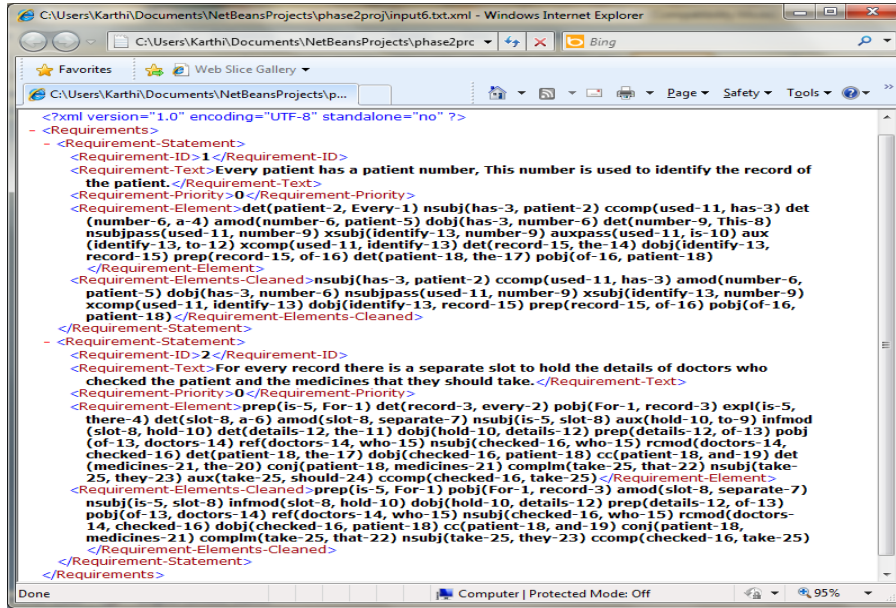 C:\Users\Karthi\Documents\NetBeansProjects\phase2proj\input6.txt.xml - Windows Internet Explorer
C:\Users\Karthi\Documents\NetBeansProjects\phase2prc Bing
Favorites Web Slice Gallery
C:\Users\Karthi\Documents\NetBeansProjects\p... Page Safety Tools
<?xml version="1.0" encoding="UTF-8" standalone="no" ?>
- <Requirements>
- <Requirement-Statement>
<Requirement-ID>1</Requirement-ID>
<Requirement-Text>Every patient has a patient number, This number is used to identify the record of
the patient.</Requirement-Text>
<Requirement-Priority>0</Requirement-Priority>
<Requirement-Element>det(patient-2, Every-1) nsubj(has-3, patient-2) ccomp(used-11, has-3) det
(number-6, a-4) amod(number-6, patient-5) dobj(has-3, number-6) det(number-9, This-8)
nsubjpass(used-11, number-9) xsubj(identify-13, number-9) auxpass(used-11, is-10) aux
(identify-13, to-12) xcomp(used-11, identify-13) det(record-15, the-14) dobj(identify-13,
record-15) prep(record-15, of-16) det(patient-18, the-17) pobj(of-16, patient-18)
</Requirement-Element>
<Requirement-Elements-Cleaned>nsubj(has-3, patient-2) ccomp(used-11, has-3) amod(number-6,
patient-5) dobj(has-3, number-6) nsubjpass(used-11, number-9) xsubj(identify-13, number-9)
xcomp(used-11, identify-13) dobj(identify-13, record-15) prep(record-15, of-16) pobj(of-16,
patient-18)</Requirement-Elements-Cleaned>
</Requirement-Statement>
- <Requirement-Statement>
<Requirement-ID>2</Requirement-ID>
<Requirement-Text>For every record there is a separate slot to hold the details of doctors who
checked the patient and the medicines that they should take.</Requirement-Text>
<Requirement-Priority>0</Requirement-Priority>
<Requirement-Element>prep(is-5, For-1) det(record-3, every-2) pobj(For-1, record-3) expl(is-5,
there-4) det(slot-8, a-6) amod(slot-8, separate-7) nsubj(is-5, slot-8) aux(hold-10, to-9) infmod
(slot-8, hold-10) det(details-12, the-11) dobj(hold-10, details-12) prep(details-12, of-13) pobj
(of-13, doctors-14) ref(doctors-14, who-15) nsubj(checked-16, who-15) rcmod(doctors-14,
checked-16) det(patient-18, the-17) dobj(checked-16, patient-18) cc(patient-18, and-19) det
(medicines-21, the-20) conj(patient-18, medicines-21) complm(take-25, that-22) nsubj(take-
25, they-23) aux(take-25, should-24) ccomp(checked-16, take-25)</Requirement-Element>
<Requirement-Elements-Cleaned>prep(is-5, For-1) pobj(For-1, record-3) amod(slot-8, separate-7)
nsubj(is-5, slot-8) infmod(slot-8, hold-10) dobj(hold-10, details-12) prep(details-12, of-13)
pobj(of-13, doctors-14) ref(doctors-14, who-15) nsubj(checked-16, who-15) rcmod(doctors-
14, checked-16) dobj(checked-16, patient-18) cc(patient-18, and-19) conj(patient-18,
medicines-21) complm(take-25, that-22) nsubj(take-25, they-23) ccomp(checked-16, take-25)
</Requirement-Elements-Cleaned>
</Requirement-Statement>
</Requirements>
Done Computer | Protected Mode: Off 95%